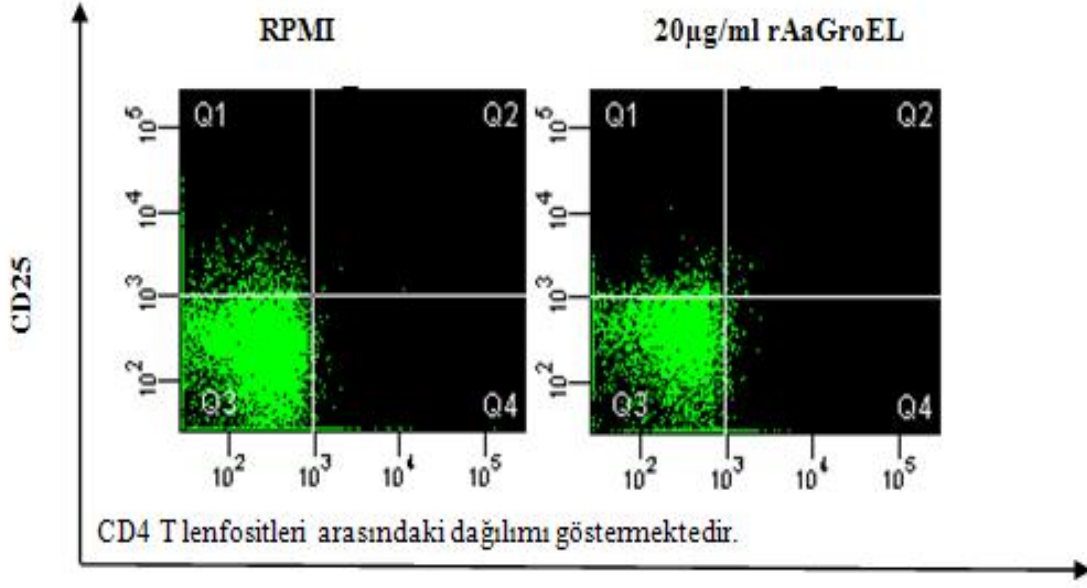 RPMI
20µg/ml rAaGroEL
Q1 Q2 Q1 Q2
10^5 10^5
10^4 10^4
CD25
10^3 10^3
10^2 10^2
Q3 Q4 Q3 Q4
10^2 10^3 10^4 10^5 10^2 10^3 10^4 10^5
CD4 T lenfositleri arasındaki dağılımı göstermektedir.